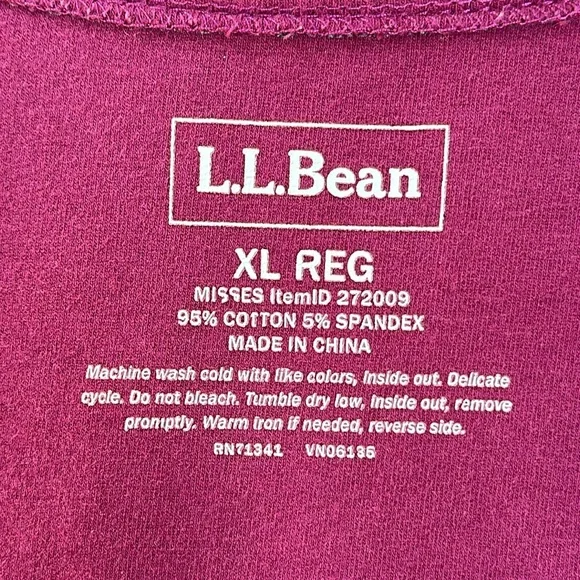 L.L.Bean
XL REG
MISSES ItemID 272009
95% COTTON 5% SPANDEX
MADE IN CHINA
Machine wash cold with like colors, inside out. Delicate
cycle. Do not bleach. Tumble dry low, inside out, remove
promptly. Warm iron if needed, reverse side.
RN71341 VN06135